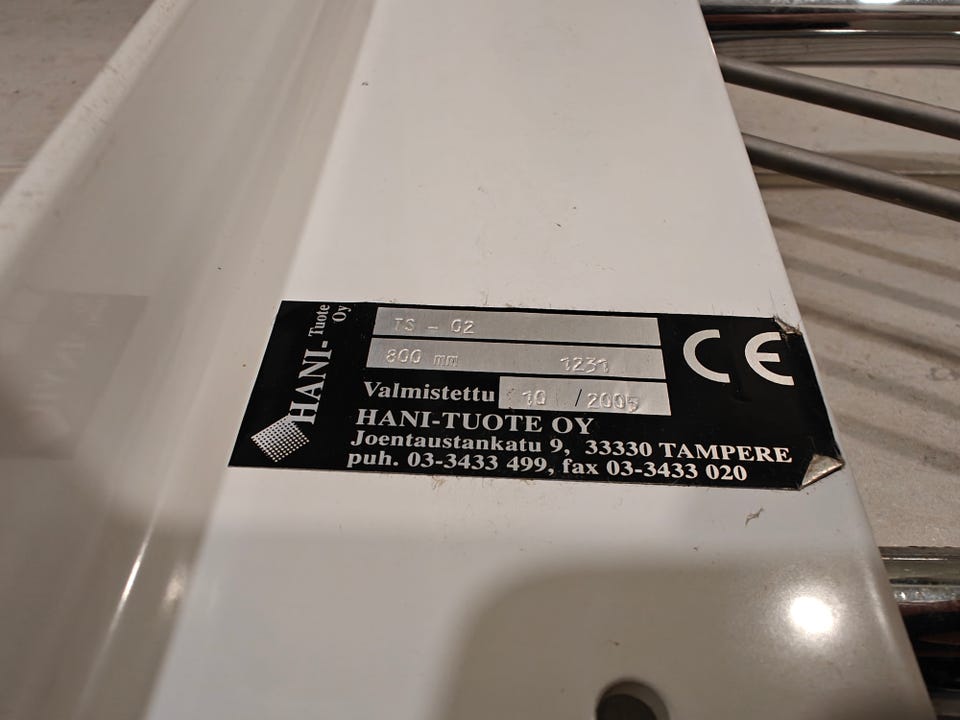 HANI-Tuote Oy
TS - 02
800 mm 1231
Valmistettu 10 / 2005
HANI-TUOTE OY
Joentaustankatu 9, 33330 TAMPERE
puh. 03-3433 499, fax 03-3433 020
CE